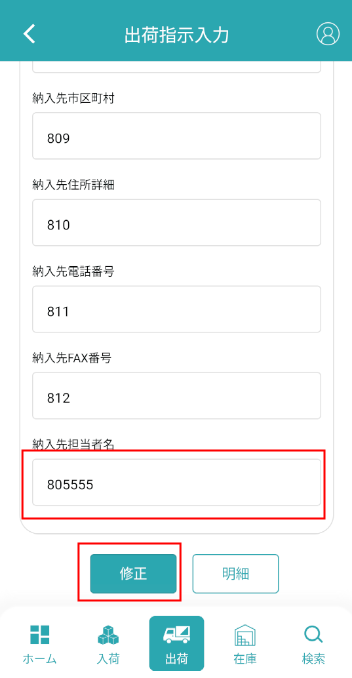 出荷指示入力
納入先市区町村
809
納入先住所詳細
810
納入先電話番号
811
納入先FAX番号
812
納入先担当者名
805555
修正
明細
ホーム
入荷
出荷
在庫
検索